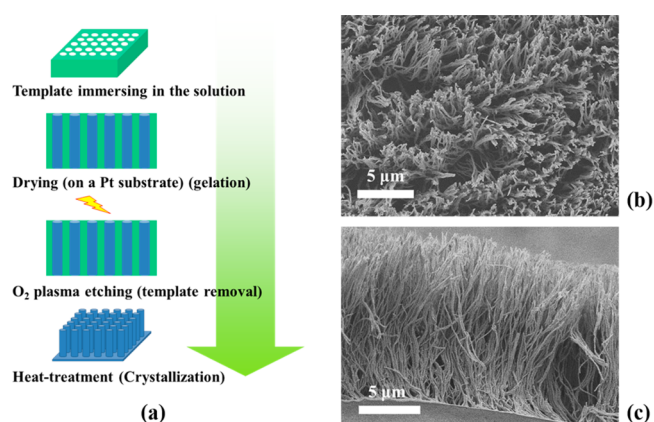 Template immersing in the solution
Drying (on a Pt substrate) (gelation)
O₂ plasma etching (template removal)
Heat-treatment (Crystallization)
(a)
5 μm
(b)
5 μm
(c)